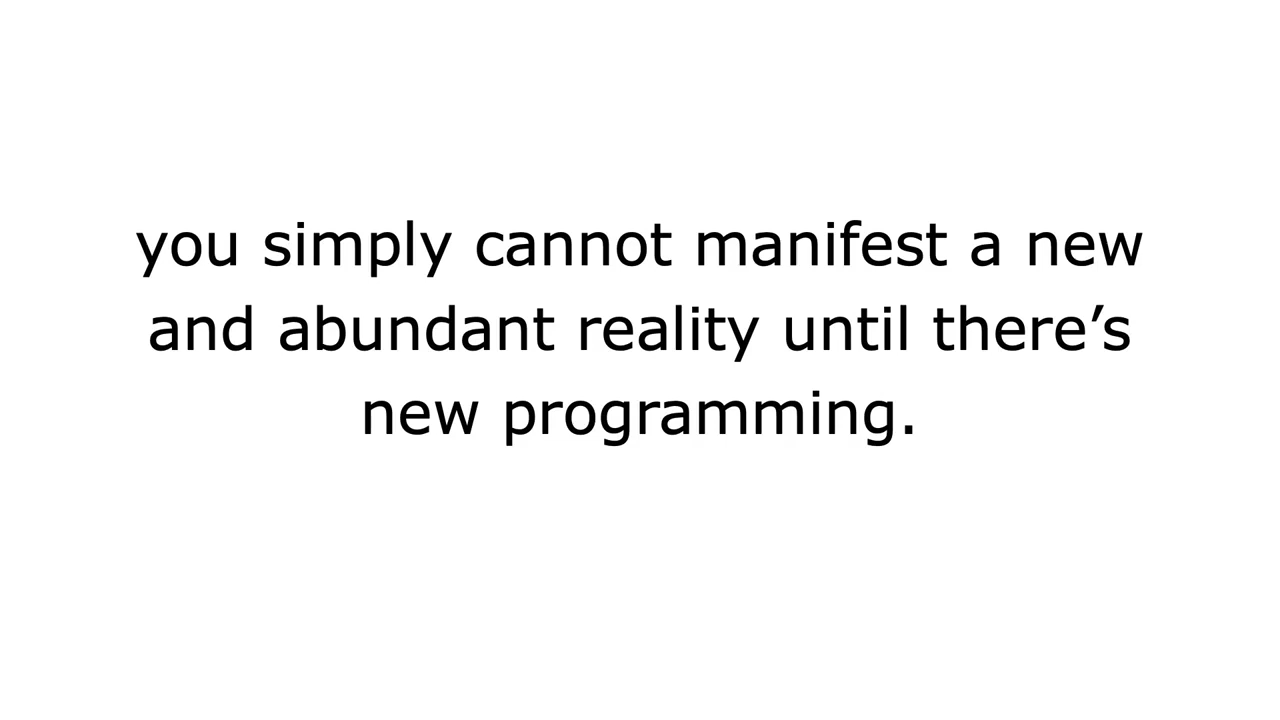 you simply cannot manifest a new
and abundant reality until there’s
new programming.